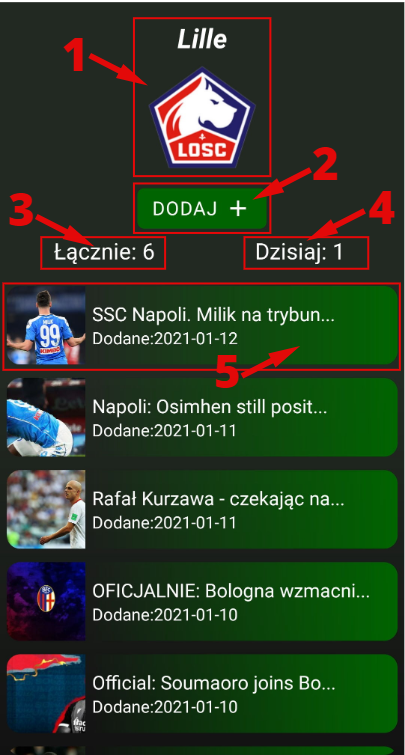 1
Lille
LOSC
2
DODAJ +
3
4
Łącznie: 6
Dzisiaj: 1
MILIK
99
SSC Napoli. Milik na trybun...
Dodane:2021-01-12
5
Napoli: Osimhen still posit...
Dodane:2021-01-11
Rafał Kurzawa - czekając na...
Dodane:2021-01-11
OFICJALNIE: Bologna wzmacni...
Dodane:2021-01-10
Official: Soumaoro joins Bo...
Dodane:2021-01-10